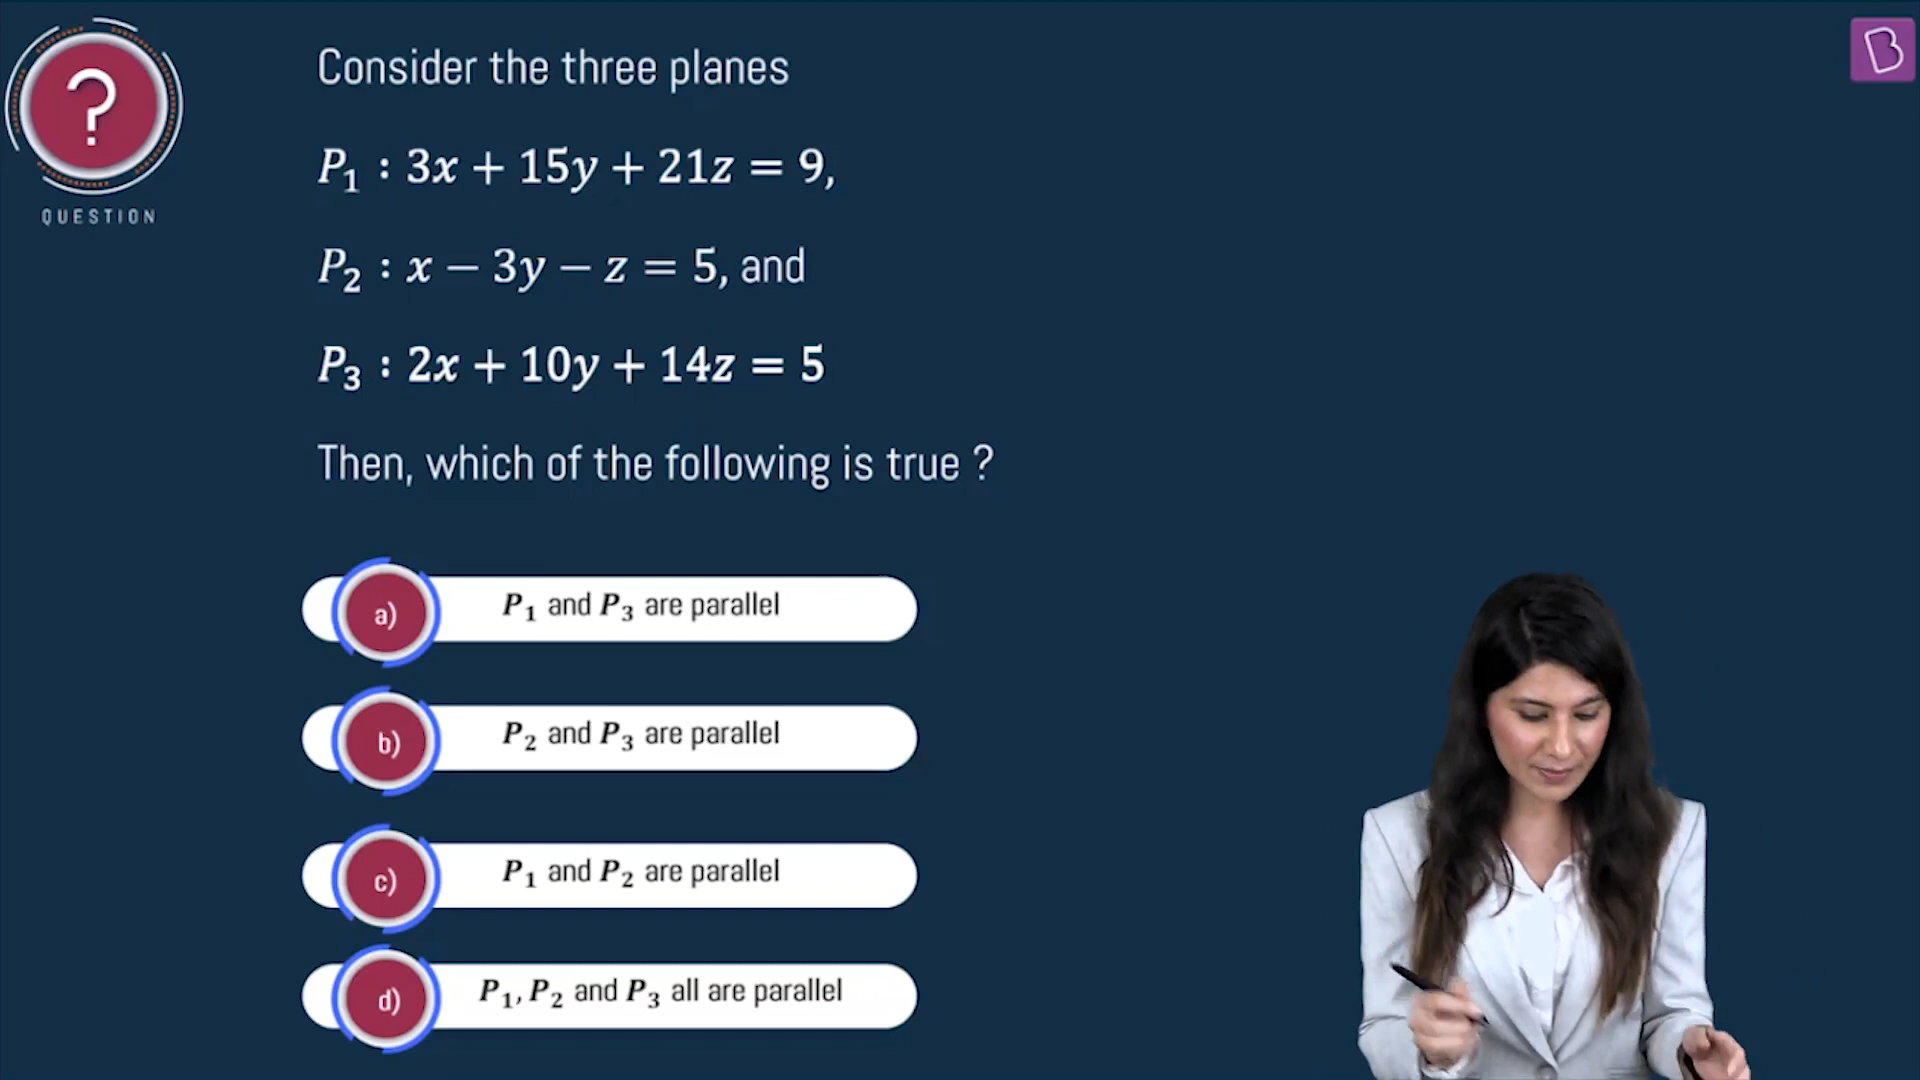 Consider the three planes
P₁ : 3x + 15y + 21z = 9,
P₂ : x − 3y − z = 5, and
P₃ : 2x + 10y + 14z = 5
Then, which of the following is true ?
QUESTION
?
B
a) P₁ and P₃ are parallel
b) P₂ and P₃ are parallel
c) P₁ and P₂ are parallel
d) P₁, P₂ and P₃ all are parallel